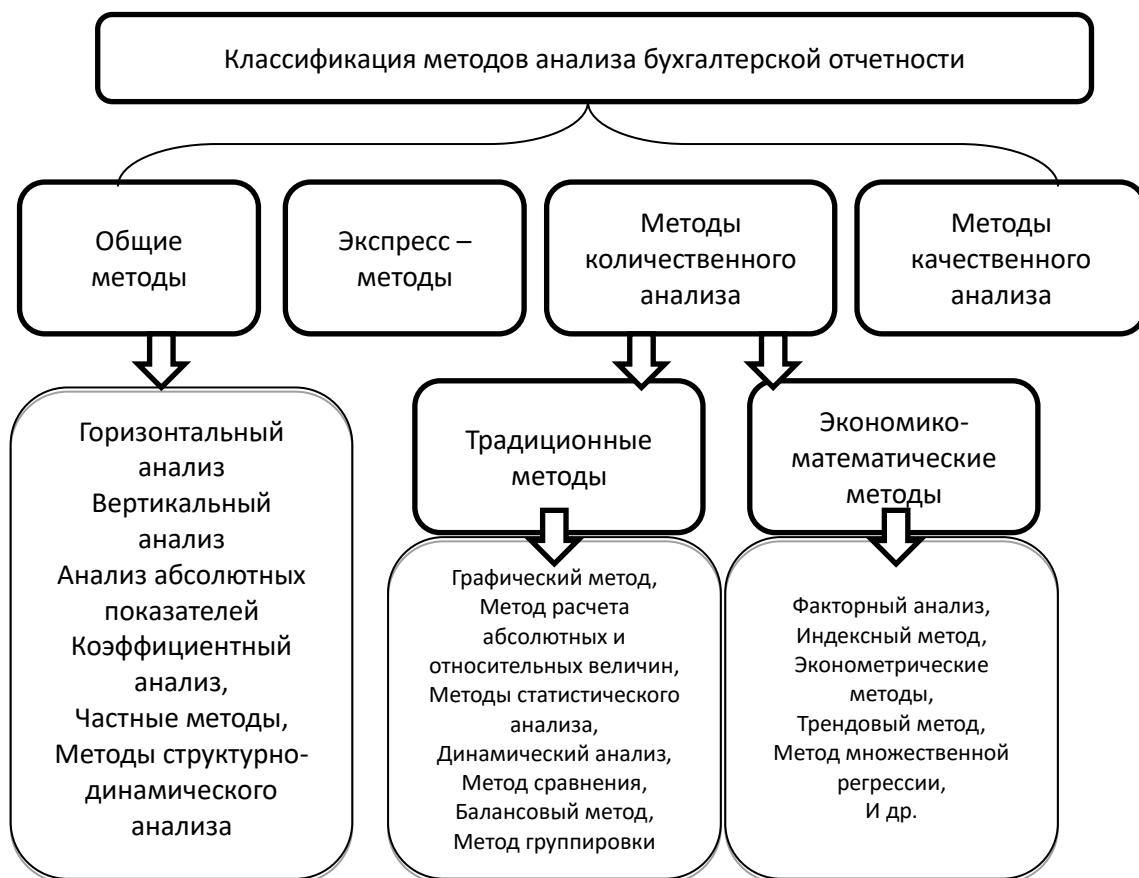 Классификация методов анализа бухгалтерской отчетности
Общие
методы
Экспресс –
методы
Методы
количественного
анализа
Методы
качественного
анализа
Горизонтальный
анализ
Вертикальный
анализ
Анализ абсолютных
показателей
Коэффициентный
анализ,
Частные методы,
Методы структурно-
динамического
анализа
Традиционные
методы
Экономико-
математические
методы
Графический метод,
Метод расчета
абсолютных и
относительных величин,
Методы статистического
анализа,
Динамический анализ,
Метод сравнения,
Балансовый метод,
Метод группировки
Факторный анализ,
Индексный метод,
Эконометрические
методы,
Трендовый метод,
Метод множественной
регрессии,
И др.